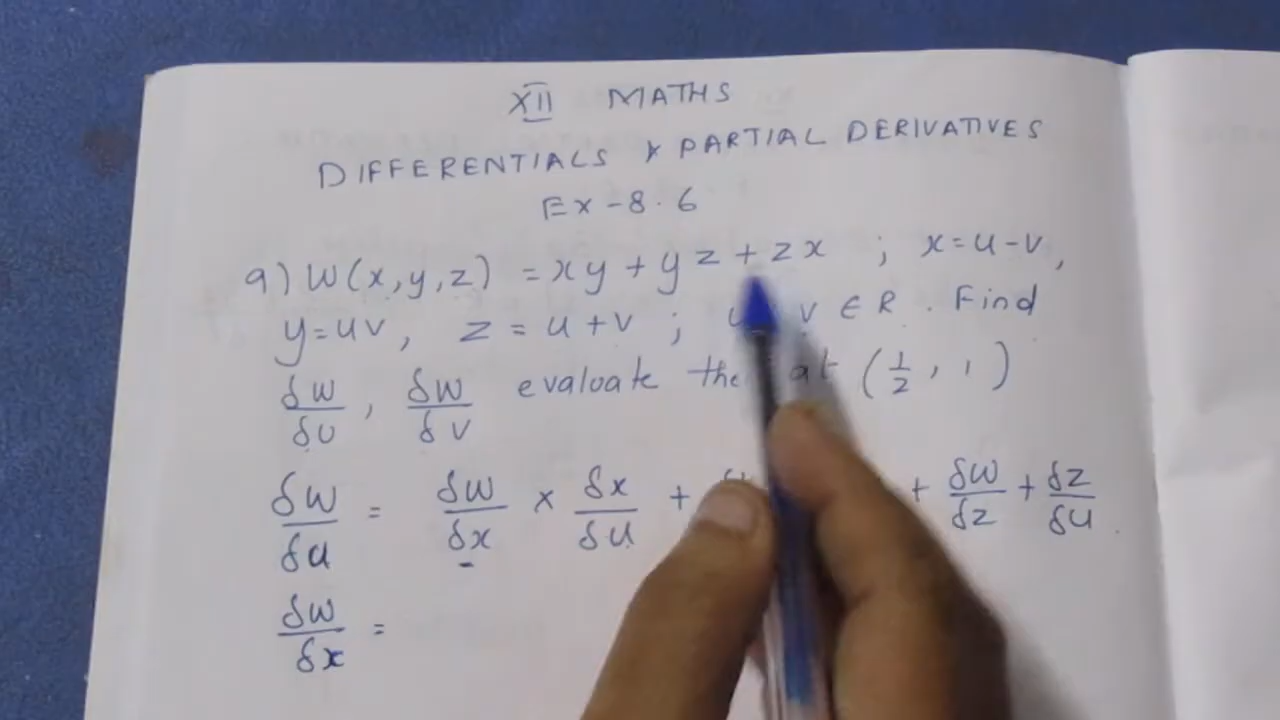 XII MATHS
DIFFERENTIALS & PARTIAL DERIVATIVES
Ex-8.6
9) W(x,y,z) = xy + yz + zx ; x=u-v,
y=uv, z = u+v ; u v ∈ R . Find
δW/δu, δW/δv evaluate the at (1/2, 1)
δW/δu = δW/δx × δx/δu + + δW/δz + δz/δu
δW/δx =